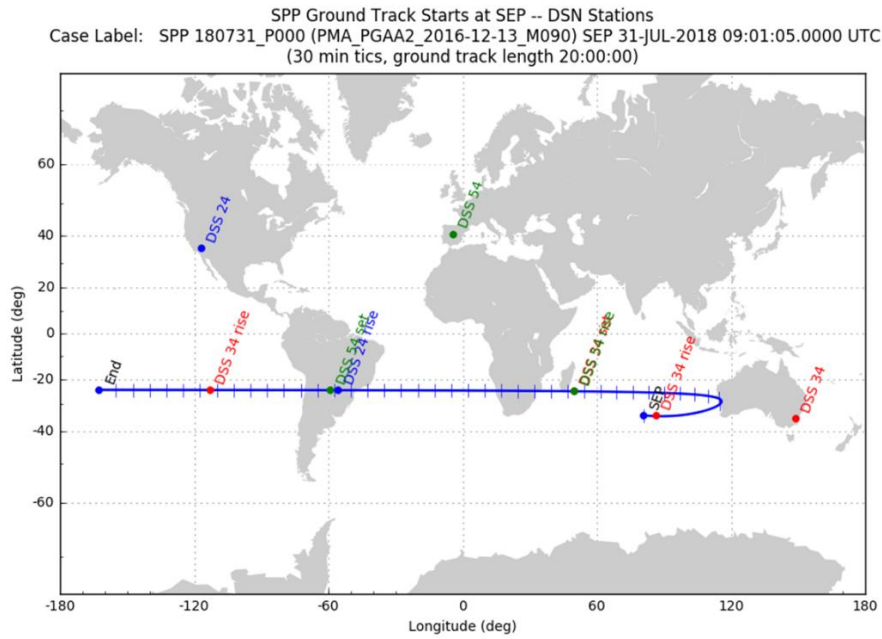 SPP Ground Track Starts at SEP -- DSN Stations
Case Label: SPP 180731_P000 (PMA_PGAA2_2016-12-13_M090) SEP 31-JUL-2018 09:01:05.0000 UTC
(30 min tics, ground track length 20:00:00)
Latitude (deg)
60
40
20
0
-20
-40
-60
DSS 24
DSS 54
End
DSS 34 rise
DSS 54 set
DSS 24 rise
DSS 54 rise
SEP
DSS 34 rise
DSS 34
-180
-120
-60
0
60
120
180
Longitude (deg)